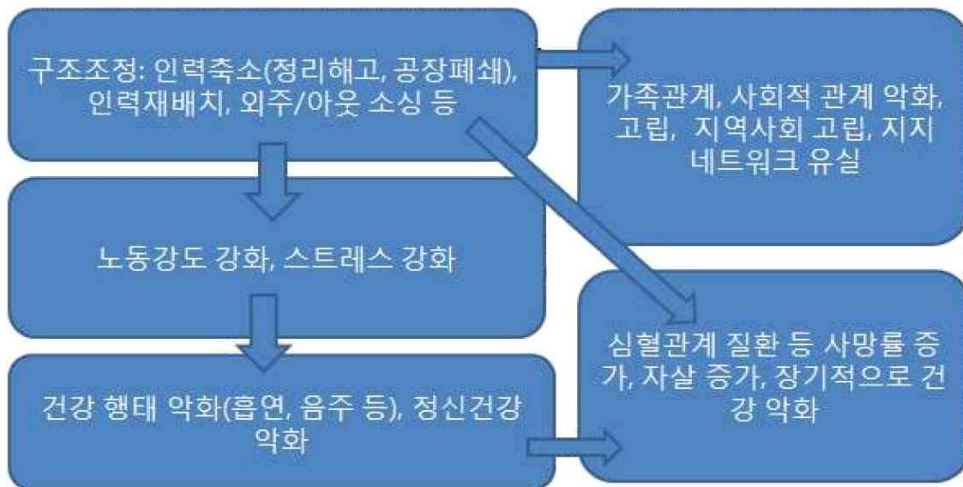 구조조정: 인력축소(정리해고, 공장폐쇄),
인력재배치, 외주/아웃 소싱 등
가족관계, 사회적 관계 악화,
고립, 지역사회 고립, 지지
네트워크 유실
노동강도 강화, 스트레스 강화
심혈관계 질환 등 사망률 증
가, 자살 증가, 장기적으로 건
강 악화
건강 행태 악화(흡연, 음주 등), 정신건강
악화